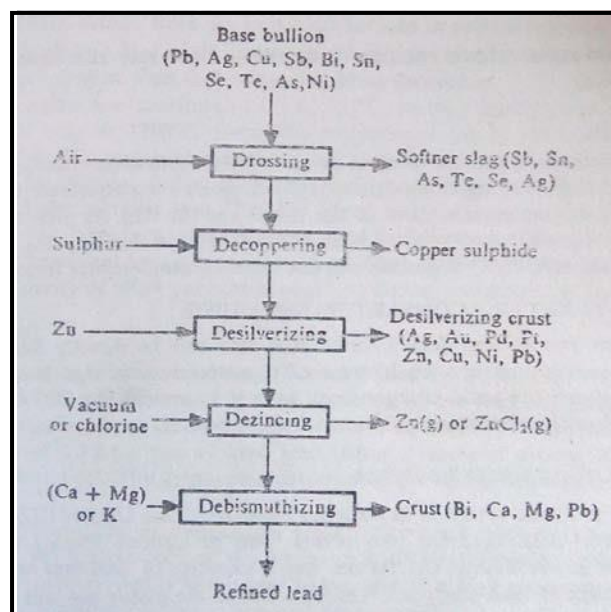 Base bullion
(Pb, Ag, Cu, Sb, Bi, Sn,
Se, Te, As, Ni)
Air
Drossing
Softner slag (Sb, Sn,
As, Te, Se, Ag)
Sulphur
Decoppering
Copper sulphide
Zn
Desilverizing
Desilverizing crust
(Ag, Au, Pd, Pt,
Zn, Cu, Ni, Pb)
Vacuum
or chlorine
Dezincing
Zn(g) or ZnCl₂(g)
(Ca + Mg)
or K
Debismuthizing
Crust (Bi, Ca, Mg, Pb)
Refined lead